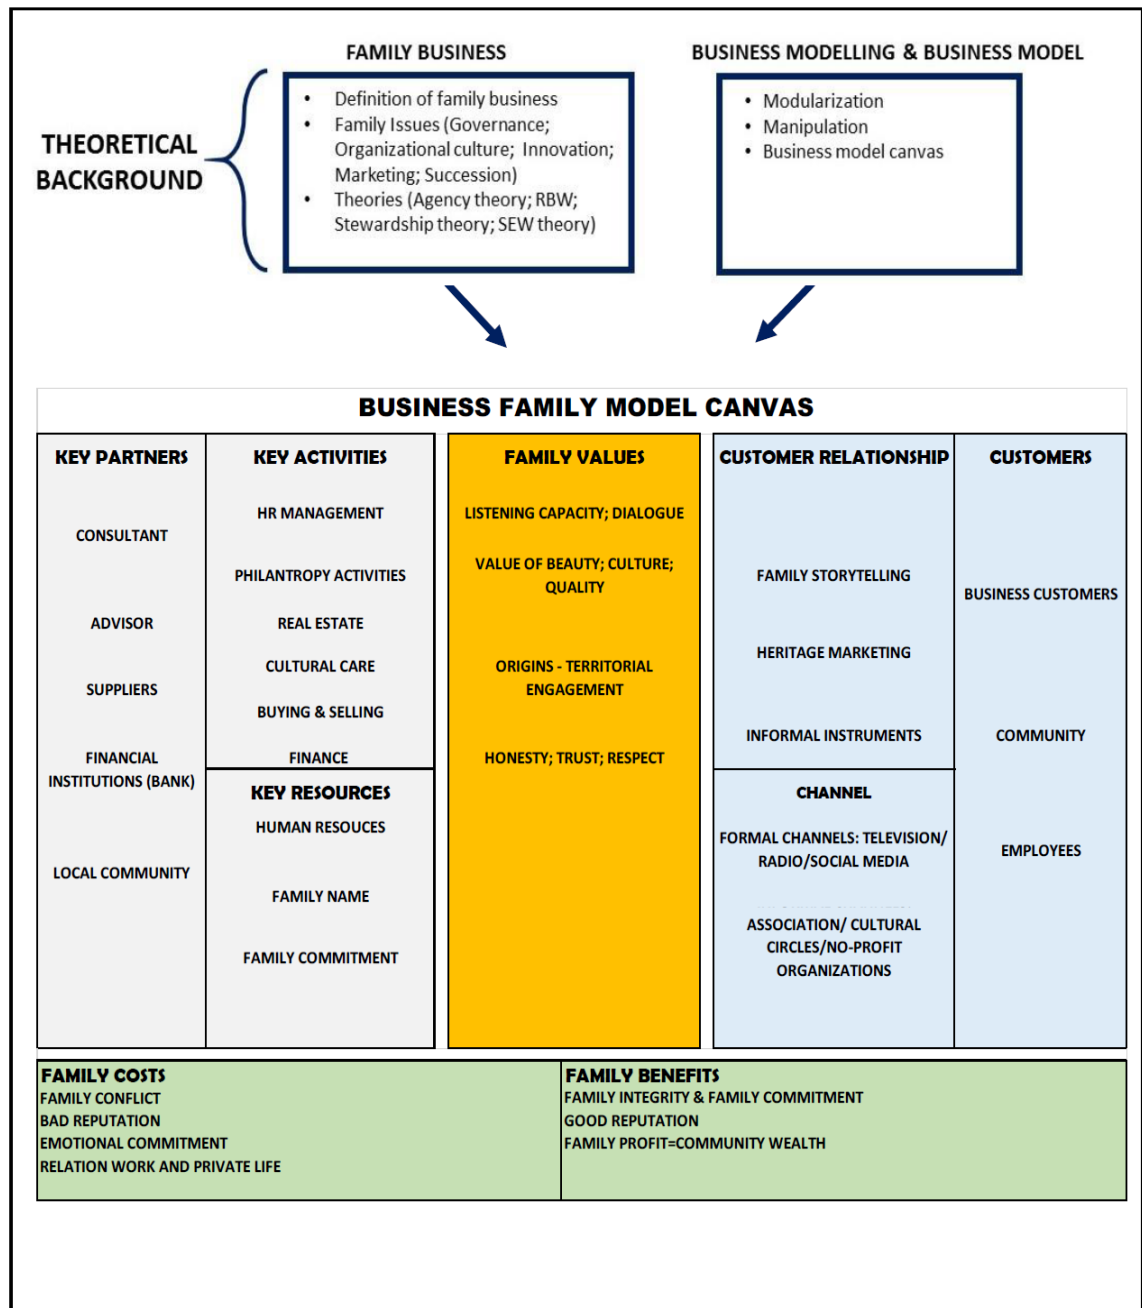 FAMILY BUSINESS
• Definition of family business
• Family Issues (Governance;
Organizational culture; Innovation;
Marketing; Succession)
• Theories (Agency theory; RBW;
Stewardship theory; SEW theory)
BUSINESS MODELLING & BUSINESS MODEL
• Modularization
• Manipulation
• Business model canvas
THEORETICAL
BACKGROUND
BUSINESS FAMILY MODEL CANVAS
KEY PARTNERS
CONSULTANT
ADVISOR
SUPPLIERS
FINANCIAL
INSTITUTIONS (BANK)
LOCAL COMMUNITY
KEY ACTIVITIES
HR MANAGEMENT
PHILANTROPY ACTIVITIES
REAL ESTATE
CULTURAL CARE
BUYING & SELLING
FINANCE
KEY RESOURCES
HUMAN RESOUCES
FAMILY NAME
FAMILY COMMITMENT
FAMILY VALUES
LISTENING CAPACITY; DIALOGUE
VALUE OF BEAUTY; CULTURE;
QUALITY
ORIGINS - TERRITORIAL
ENGAGEMENT
HONESTY; TRUST; RESPECT
CUSTOMER RELATIONSHIP
FAMILY STORYTELLING
HERITAGE MARKETING
INFORMAL INSTRUMENTS
CHANNEL
FORMAL CHANNELS: TELEVISION/
RADIO/SOCIAL MEDIA
ASSOCIATION/ CULTURAL
CIRCLES/NO-PROFIT
ORGANIZATIONS
CUSTOMERS
BUSINESS CUSTOMERS
COMMUNITY
EMPLOYEES
FAMILY COSTS
FAMILY CONFLICT
BAD REPUTATION
EMOTIONAL COMMITMENT
RELATION WORK AND PRIVATE LIFE
FAMILY BENEFITS
FAMILY INTEGRITY & FAMILY COMMITMENT
GOOD REPUTATION
FAMILY PROFIT=COMMUNITY WEALTH